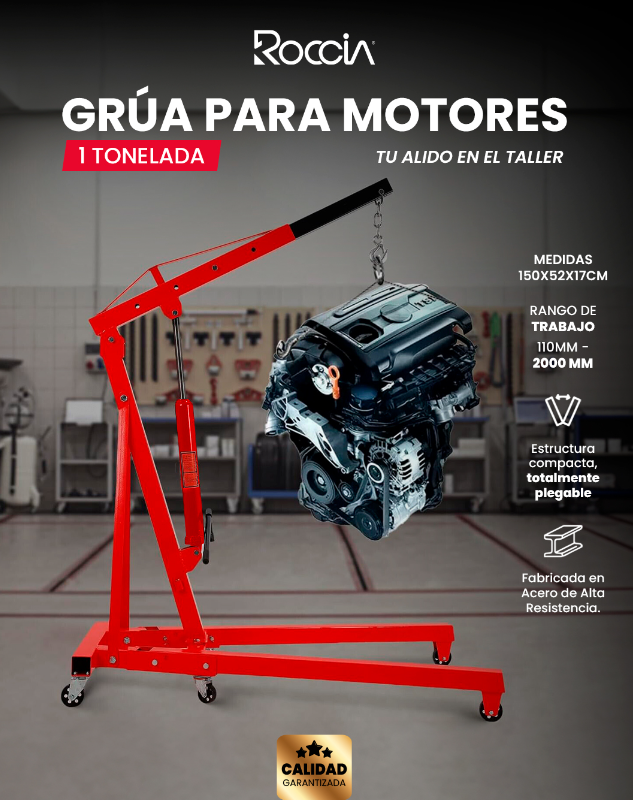 Roccia
GRÚA PARA MOTORES
1 TONELADA
TU ALIDO EN EL TALLER
MEDIDAS
150X52X17CM
RANGO DE
TRABAJO
110MM -
2000 MM
Estructura
compacta,
totalmente
plegable
Fabricada en
Acero de Alta
Resistencia.
CALIDAD
GARANTIZADA